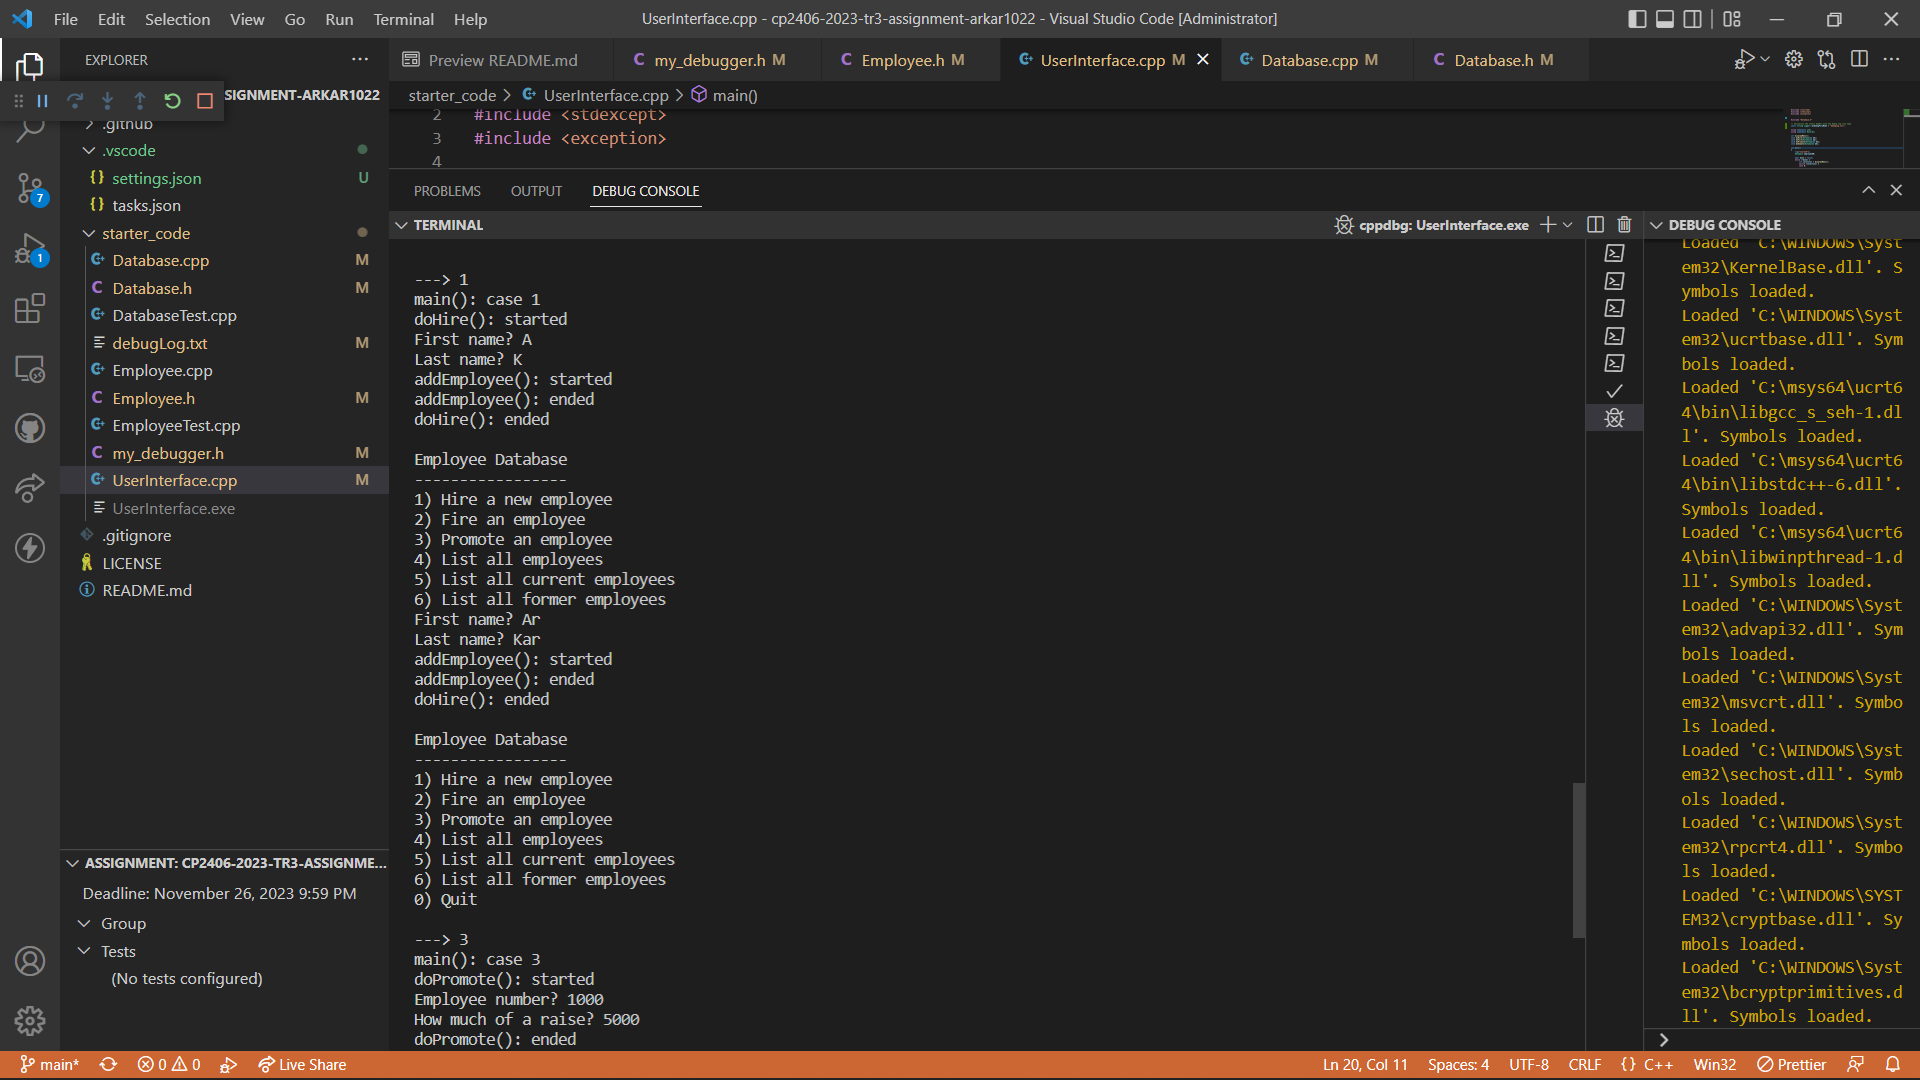 File Edit Selection View Go Run Terminal Help
UserInterface.cpp - cp2406-2023-tr3-assignment-arkar1022 - Visual Studio Code [Administrator]
EXPLORER
SIGNMENT-ARKAR1022
.github
.vscode
settings.json U
tasks.json
starter_code
Database.cpp M
Database.h M
DatabaseTest.cpp
debugLog.txt M
Employee.cpp
Employee.h M
EmployeeTest.cpp
my_debugger.h M
UserInterface.cpp M
UserInterface.exe
.gitignore
LICENSE
README.md
7
1
ASSIGNMENT: CP2406-2023-TR3-ASSIGNME...
Deadline: November 26, 2023 9:59 PM
Group
Tests
(No tests configured)
Preview README.md
my_debugger.h M
Employee.h M
UserInterface.cpp M
Database.cpp M
Database.h M
starter_code > UserInterface.cpp > main()
2 #include <stdexcept>
3 #include <exception>
4
PROBLEMS OUTPUT DEBUG CONSOLE
TERMINAL
cppdbg: UserInterface.exe
---> 1
main(): case 1
doHire(): started
First name? A
Last name? K
addEmployee(): started
addEmployee(): ended
doHire(): ended
Employee Database
-----------------
1) Hire a new employee
2) Fire an employee
3) Promote an employee
4) List all employees
5) List all current employees
6) List all former employees
First name? Ar
Last name? Kar
addEmployee(): started
addEmployee(): ended
doHire(): ended
Employee Database
-----------------
1) Hire a new employee
2) Fire an employee
3) Promote an employee
4) List all employees
5) List all current employees
6) List all former employees
0) Quit
---> 3
main(): case 3
doPromote(): started
Employee number? 1000
How much of a raise? 5000
doPromote(): ended
DEBUG CONSOLE
Loaded 'C:\WINDOWS\Syst
em32\KernelBase.dll'. S
ymbols loaded.
Loaded 'C:\WINDOWS\Syst
em32\ucrtbase.dll'. Sym
bols loaded.
Loaded 'C:\msys64\ucrt6
4\bin\libgcc_s_seh-1.dl
l'. Symbols loaded.
Loaded 'C:\msys64\ucrt6
4\bin\libstdc++-6.dll'.
Symbols loaded.
Loaded 'C:\msys64\ucrt6
4\bin\libwinpthread-1.d
ll'. Symbols loaded.
Loaded 'C:\WINDOWS\Syst
em32\advapi32.dll'. Sym
bols loaded.
Loaded 'C:\WINDOWS\Syst
em32\msvcrt.dll'. Symbo
ls loaded.
Loaded 'C:\WINDOWS\Syst
em32\sechost.dll'. Symb
ols loaded.
Loaded 'C:\WINDOWS\Syst
em32\rpcrt4.dll'. Symbo
ls loaded.
Loaded 'C:\WINDOWS\SYST
EM32\cryptbase.dll'. Sy
mbols loaded.
Loaded 'C:\WINDOWS\Syst
em32\bcryptprimitives.d
ll'. Symbols loaded.
main* 0 0 Live Share
Ln 20, Col 11 Spaces: 4 UTF-8 CRLF {} C++ Win32 Prettier